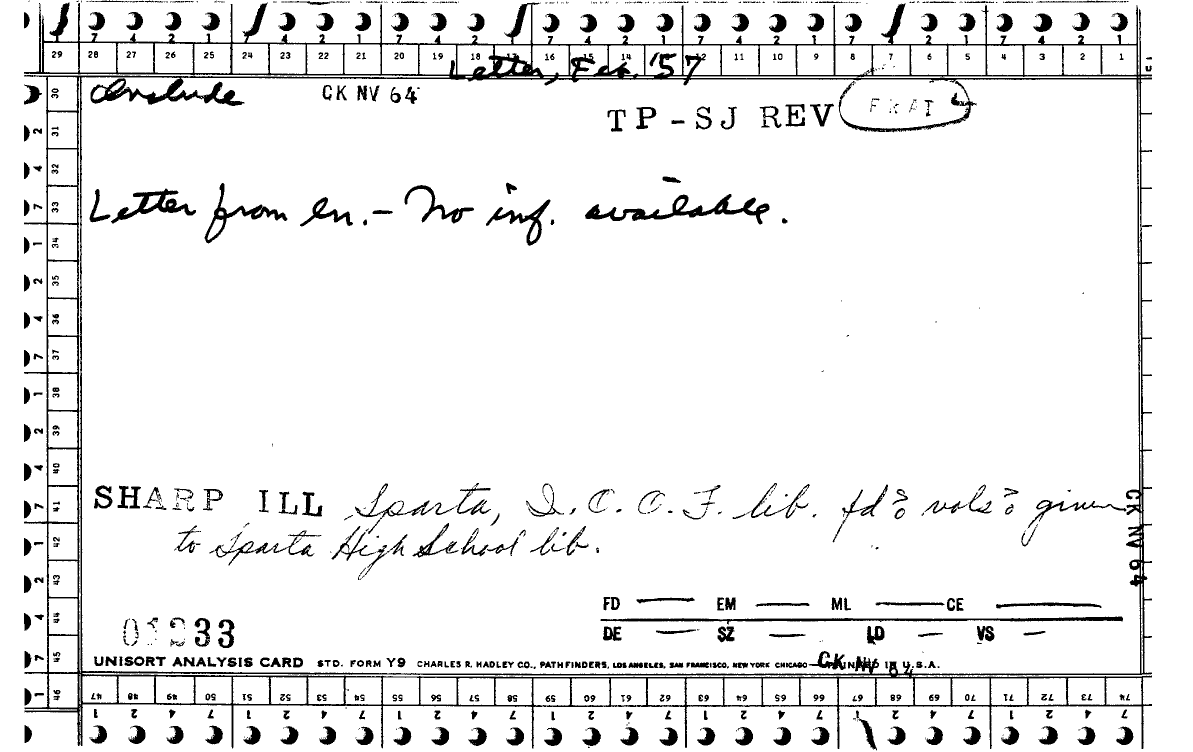 7 4 2 1 7 4 2 1 7 4 2 1 7 4 2 1 7 4 2 1 7 4 2 1 7 4 2 1
29 28 27 26 25 24 23 22 21 20 19 18 17 16 15 14 13 12 11 10 9 8 7 6 5 4 3 2 1
Letter, Feb. '57
Include CK NV 64
TP-SJ REV
Letter from ln. - No inf. available.
SHARP ILL Sparta, I. O. O. F. lib. fd? vols? given
to Sparta High School lib.
CK NV 64
FD EM ML CE
DE SZ LD VS
01233
UNISORT ANALYSIS CARD STD. FORM Y9 CHARLES R. HADLEY CO., PATHFINDERS, LOS ANGELES, SAN FRANCISCO, NEW YORK CHICAGO—PRINTED IN U.S.A.
CK NV 64
30 31 32 33 34 35 36 37 38 39 40 41 42 43 44 45 46
47 48 49 50 51 52 53 54 55 56 57 58 59 60 61 62 63 64 65 66 67 68 69 70 71 72 73 74
1 2 4 7 1 2 4 7 1 2 4 7 1 2 4 7 1 2 4 7 1 2 4 7 1 2 4 7